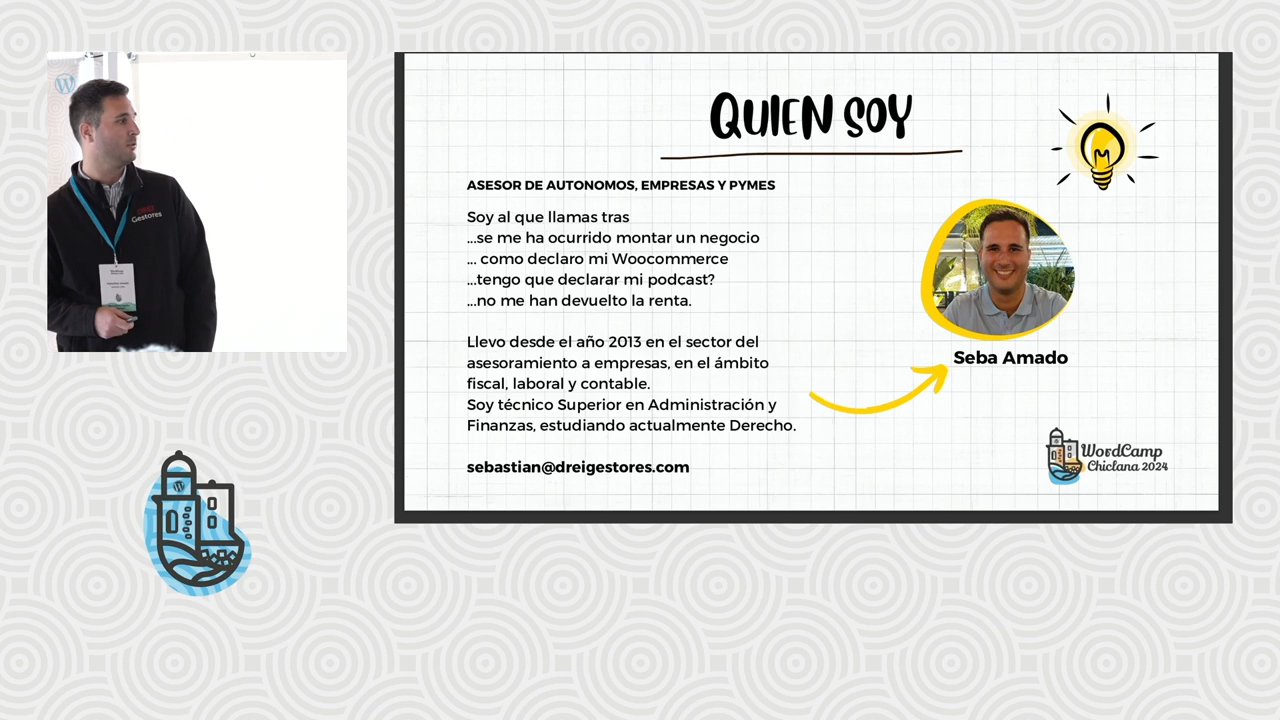 QUIEN SOY
ASESOR DE AUTONOMOS, EMPRESAS Y PYMES
Soy al que llamas tras
...se me ha ocurrido montar un negocio
... como declaro mi Woocommerce
...tengo que declarar mi podcast?
...no me han devuelto la renta.
Llevo desde el año 2013 en el sector del
asesoramiento a empresas, en el ámbito
fiscal, laboral y contable.
Soy técnico Superior en Administración y
Finanzas, estudiando actualmente Derecho.
sebastian@dreigestores.com
Seba Amado
WordCamp
Chiclana 2024
Gestores